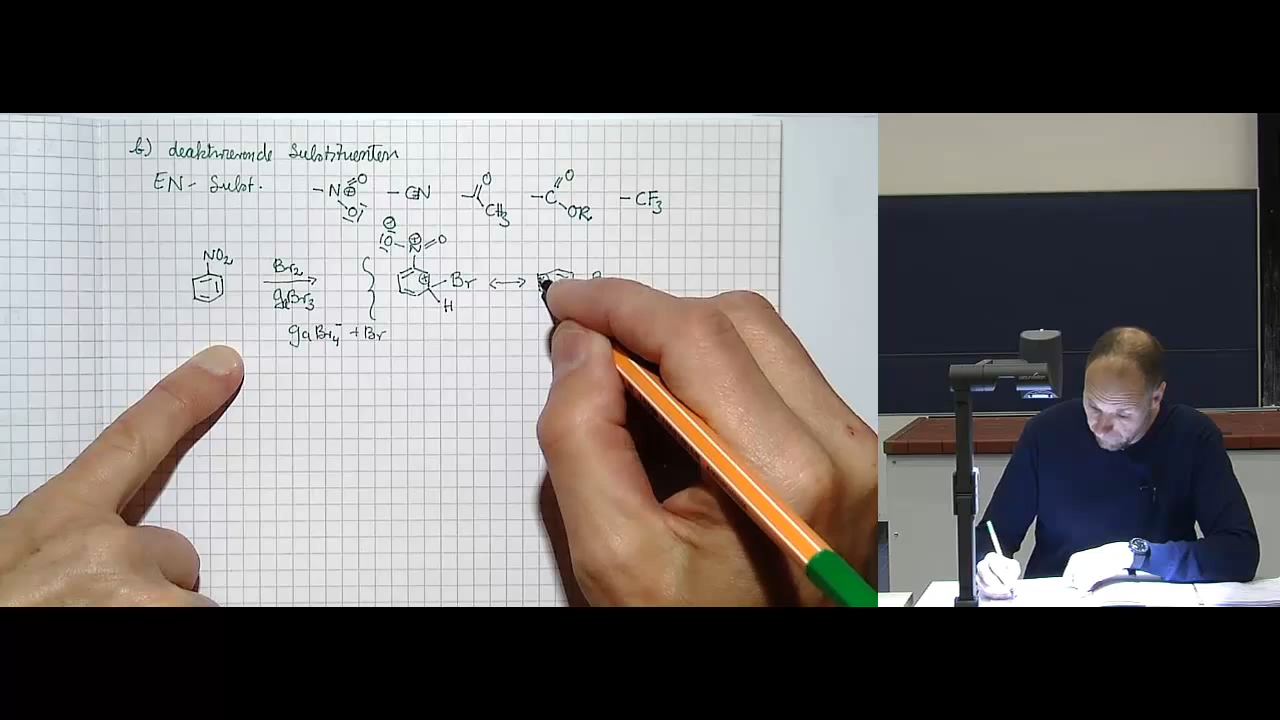 b) deaktivierende Substituenten
EN - Subst. -N⊕ O |O| -CN O CH3 -C O OR -CF3
⊖ |O-N⊕=O
NO2 Br2 ⊕ Br ⟷
GaBr3 H
GaBr4⁻ + Br